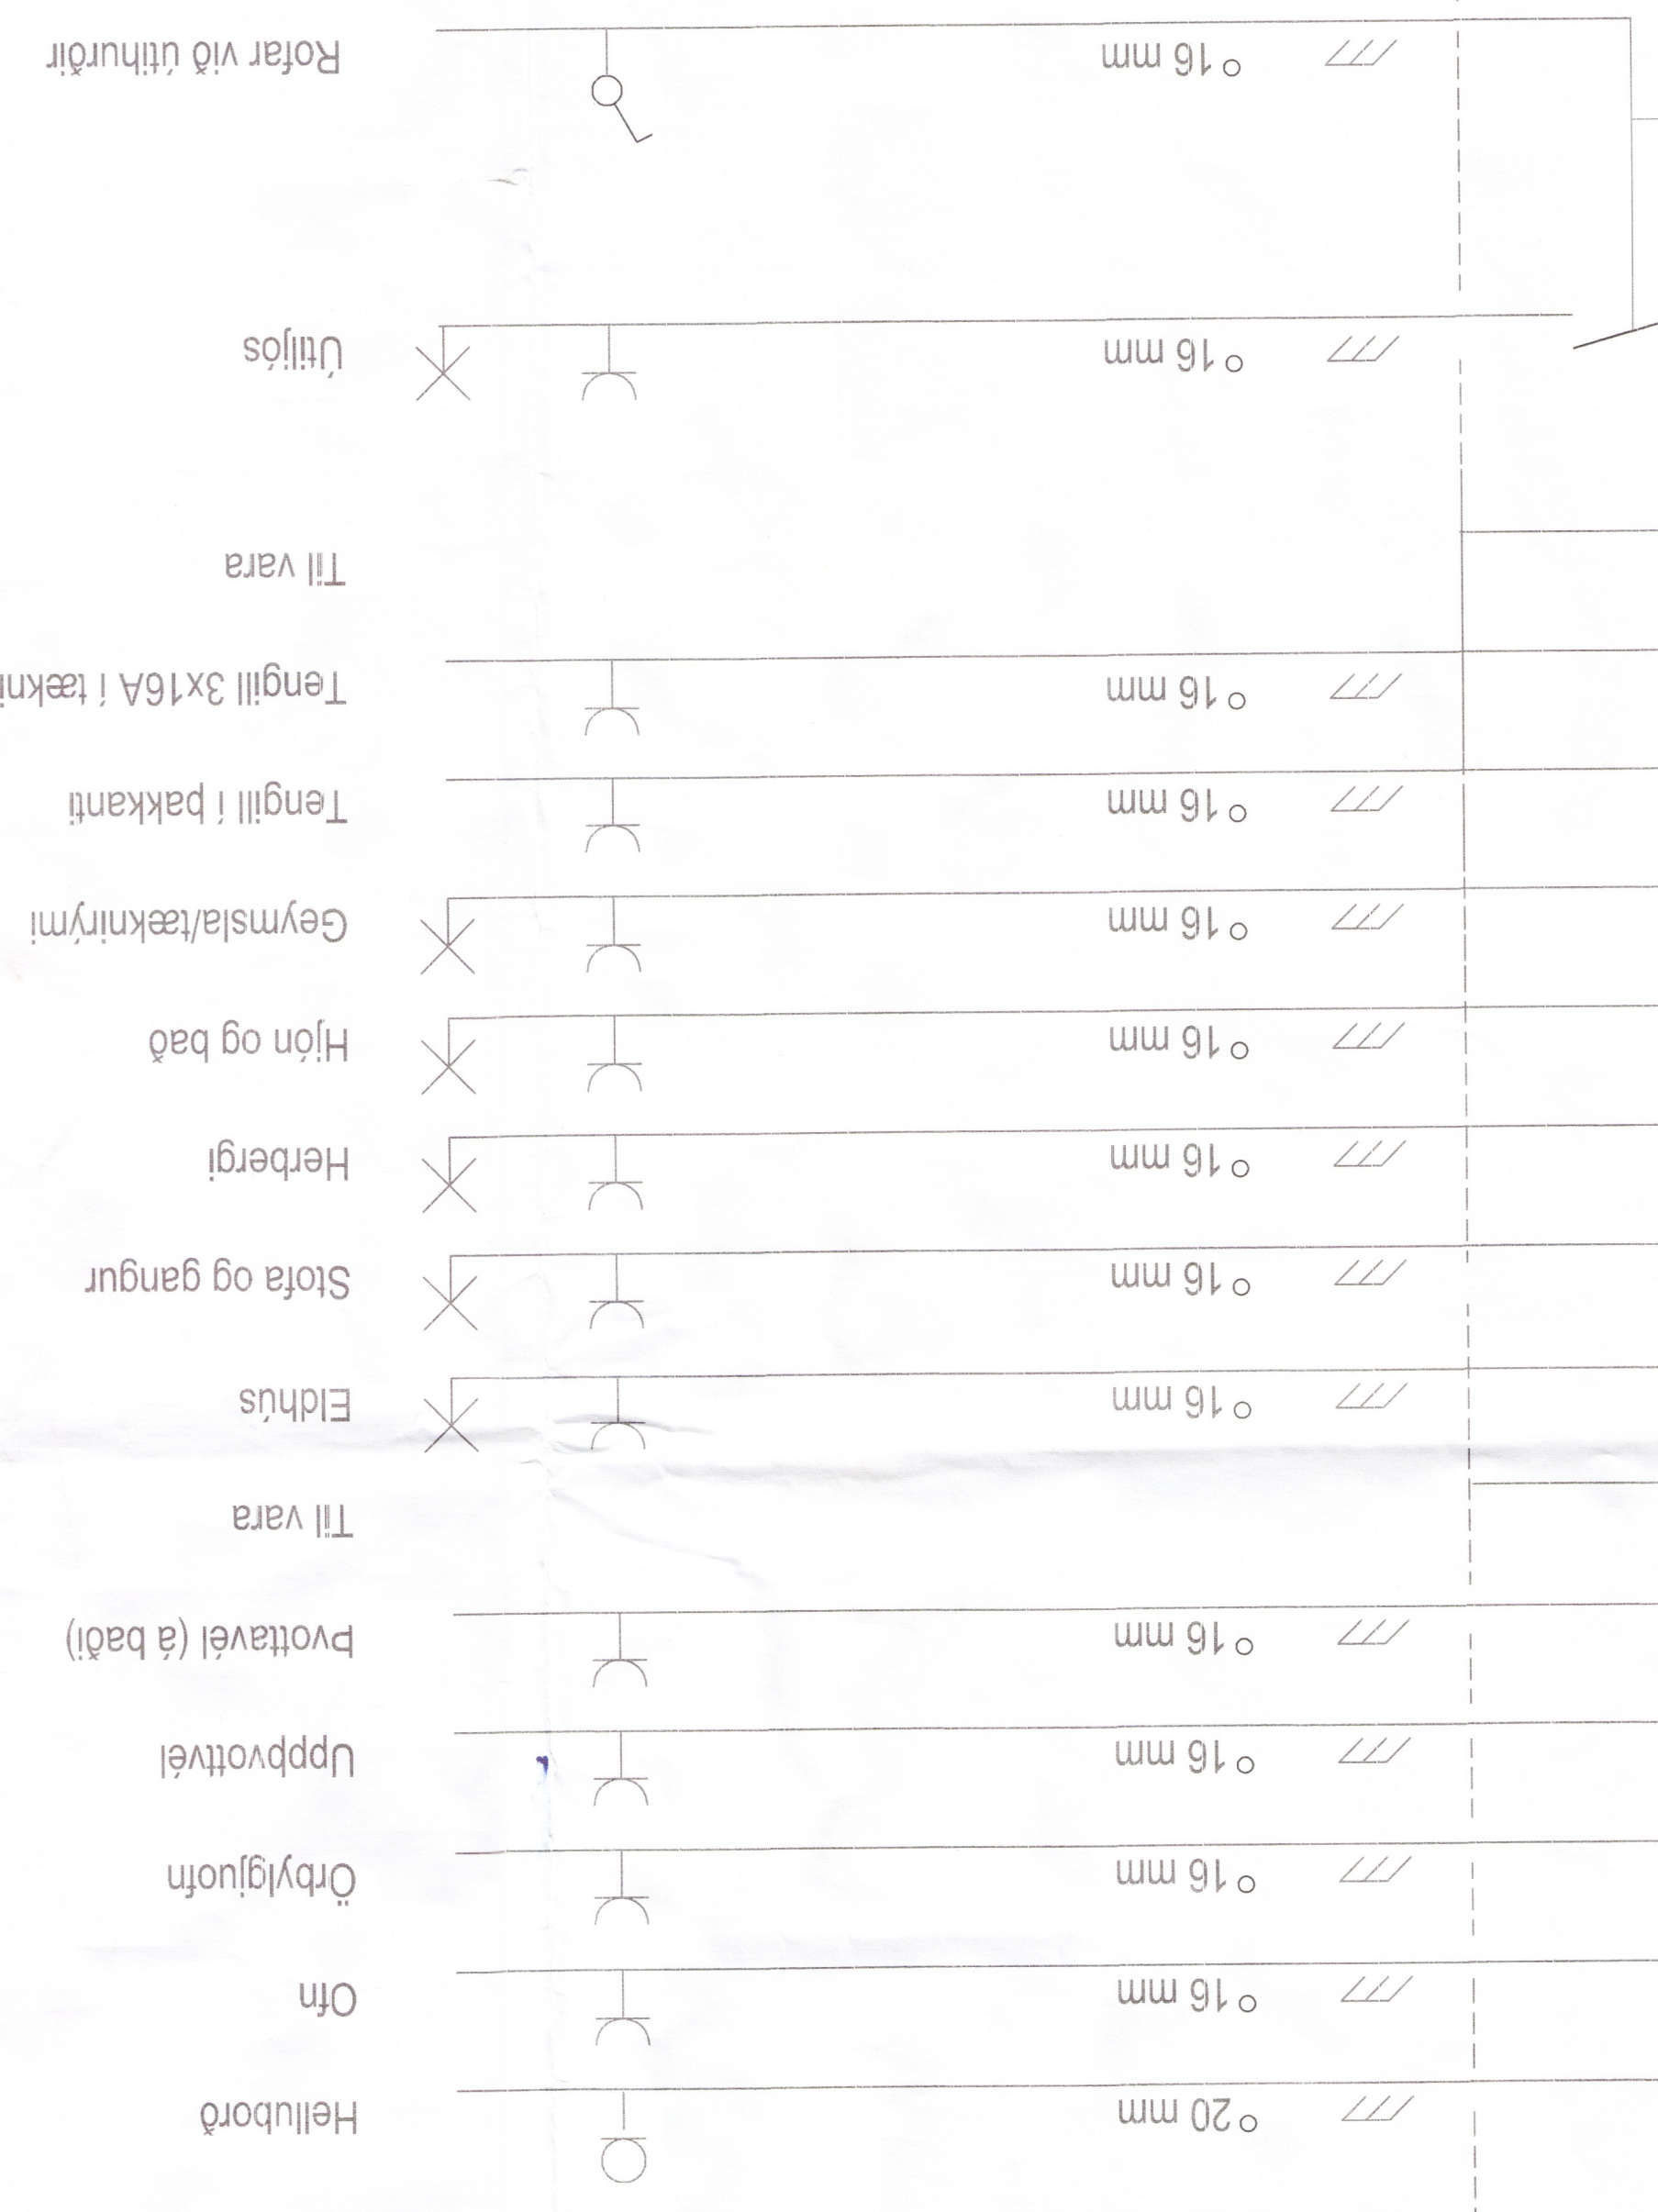 20 mm Helluborð
16 mm Ofn
16 mm Örbylgjuofn
16 mm Uppþvottvél
16 mm Þvottavél (á baði)
Til vara
16 mm Eldhús
16 mm Stofa og gangur
16 mm Herbergi
16 mm Hjón og bað
16 mm Geymsla/tæknirými
16 mm Tengill í þakkanti
16 mm Tengill 3x16A í tækni
Til vara
16 mm Útiljós
16 mm Rofar við útihurðir